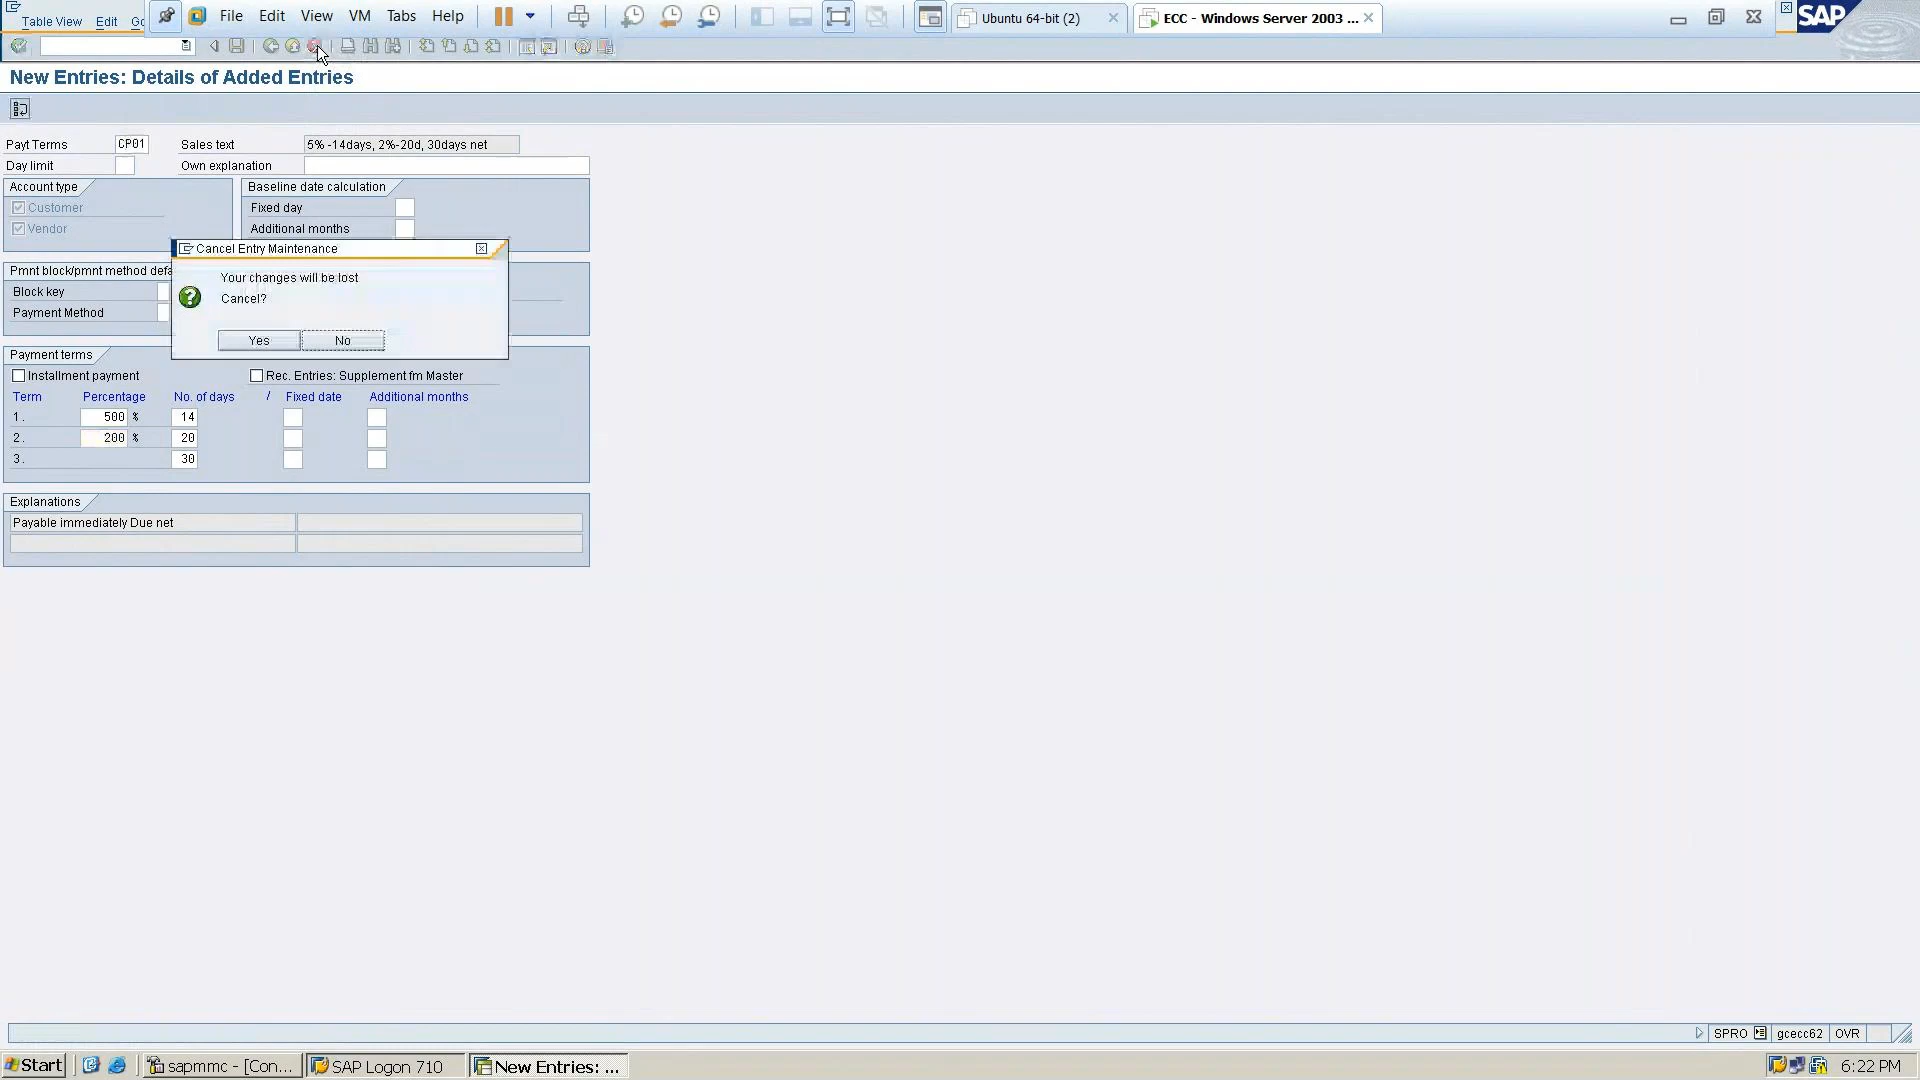 File Edit View VM Tabs Help Ubuntu 64-bit (2) ECC - Windows Server 2003 ... SAP
Table View Edit
New Entries: Details of Added Entries
Payt Terms CP01 Sales text 5% -14days, 2%-20d, 30days net
Day limit Own explanation
Account type Baseline date calculation
Customer Fixed day
Vendor Additional months
Cancel Entry Maintenance
Your changes will be lost
Cancel?
Yes No
Pmnt block/pmnt method defa
Block key
Payment Method
Payment terms
Installment payment Rec. Entries: Supplement fm Master
Term Percentage No. of days / Fixed date Additional months
1. 500 % 14
2. 200 % 20
3. 30
Explanations
Payable immediately Due net
SPRO gcecc62 OVR
Start sapmmc - [Con... SAP Logon 710 New Entries: ... 6:22 PM